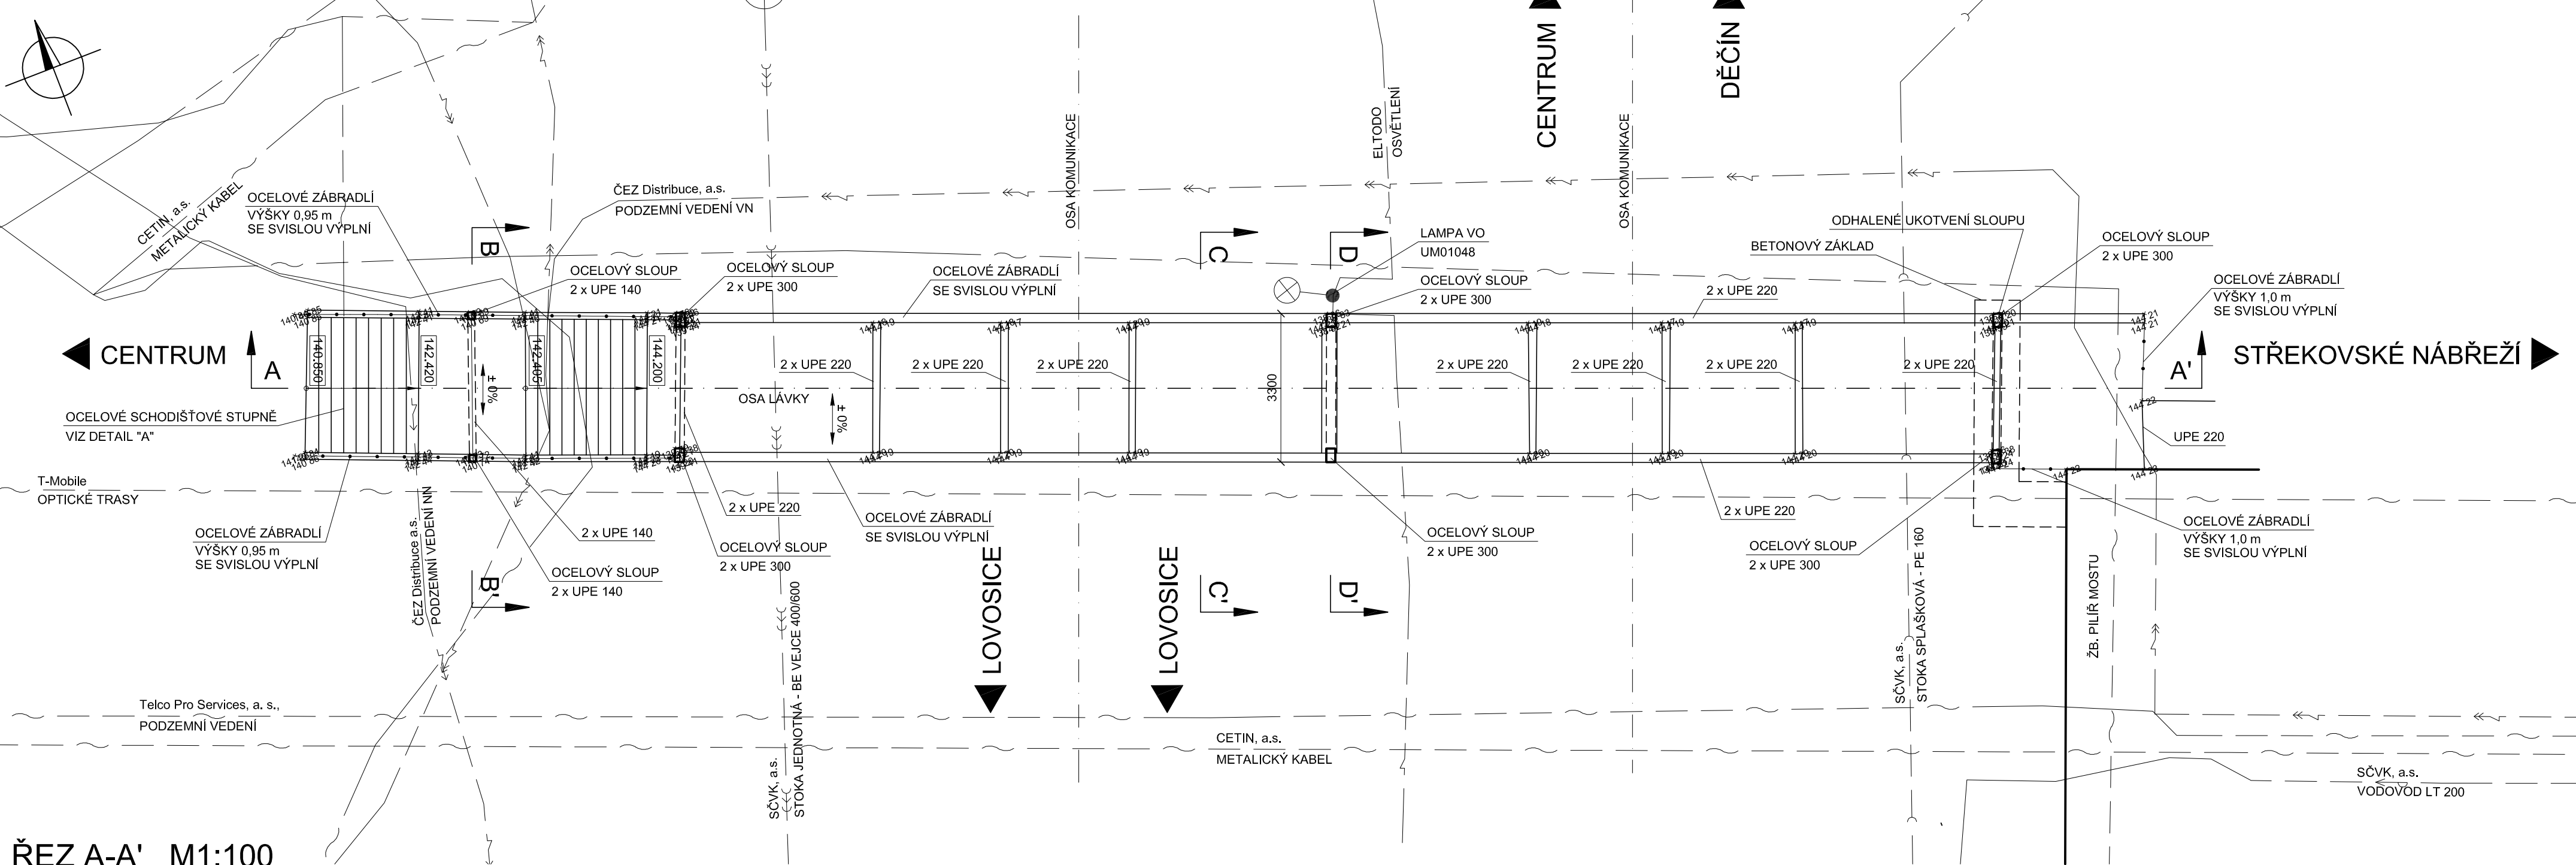 CENTRUM
DĚČÍN
OSA KOMUNIKACE
OSA KOMUNIKACE
ELTODO
OSVĚTLENÍ
CETIN, a.s.
METALICKÝ KABEL
OCELOVÉ ZÁBRADLÍ
VÝŠKY 0,95 m
SE SVISLOU VÝPLNÍ
ČEZ Distribuce, a.s.
PODZEMNÍ VEDENÍ VN
B
C
D
LAMPA VO
UM01048
ODHALENÉ UKOTVENÍ SLOUPU
BETONOVÝ ZÁKLAD
OCELOVÝ SLOUP
2 x UPE 300
OCELOVÝ SLOUP
2 x UPE 140
OCELOVÝ SLOUP
2 x UPE 300
OCELOVÉ ZÁBRADLÍ
SE SVISLOU VÝPLNÍ
OCELOVÝ SLOUP
2 x UPE 300
2 x UPE 220
OCELOVÉ ZÁBRADLÍ
VÝŠKY 1,0 m
SE SVISLOU VÝPLNÍ
CENTRUM
A
140.850
142.420
± 0%
142.405
144.200
2 x UPE 220
2 x UPE 220
2 x UPE 220
3300
2 x UPE 220
2 x UPE 220
2 x UPE 220
2 x UPE 220
A'
STŘEKOVSKÉ NÁBŘEŽÍ
OSA LÁVKY
± 0%
144 22
OCELOVÉ SCHODIŠŤOVÉ STUPNĚ
VIZ DETAIL "A"
UPE 220
T-Mobile
OPTICKÉ TRASY
144 22
144 22
OCELOVÉ ZÁBRADLÍ
VÝŠKY 0,95 m
SE SVISLOU VÝPLNÍ
ČEZ Distribuce a.s.
PODZEMNÍ VEDENÍ NN
2 x UPE 140
OCELOVÝ SLOUP
2 x UPE 140
2 x UPE 220
OCELOVÝ SLOUP
2 x UPE 300
OCELOVÉ ZÁBRADLÍ
SE SVISLOU VÝPLNÍ
OCELOVÝ SLOUP
2 x UPE 300
2 x UPE 220
OCELOVÝ SLOUP
2 x UPE 300
OCELOVÉ ZÁBRADLÍ
VÝŠKY 1,0 m
SE SVISLOU VÝPLNÍ
B'
C'
D'
LOVOSICE
LOVOSICE
SČVK, a.s.
STOKA JEDNOTNÁ - BE VEJCE 400/600
SČVK, a.s.
STOKA SPLAŠKOVÁ - PE 160
ŽB. PILÍŘ MOSTU
Telco Pro Services, a. s.,
PODZEMNÍ VEDENÍ
CETIN, a.s.
METALICKÝ KABEL
SČVK, a.s.
VODOVOD LT 200
ŘEZ A-A' M1:100